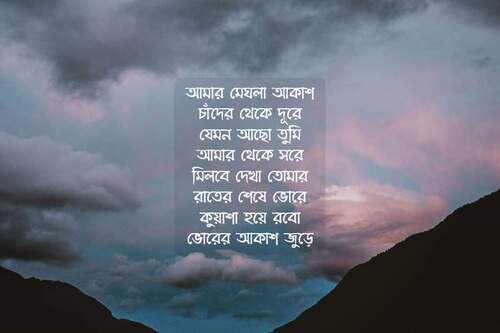 আমার মেঘলা আকাশ
চাঁদের থেকে দূরে
যেমন আছো তুমি
আমার থেকে সরে
মিলবে দেখা তোমার
রাতের শেষে ভোরে
কুয়াশা হয়ে রবো
ভোরের আকাশ জুড়ে